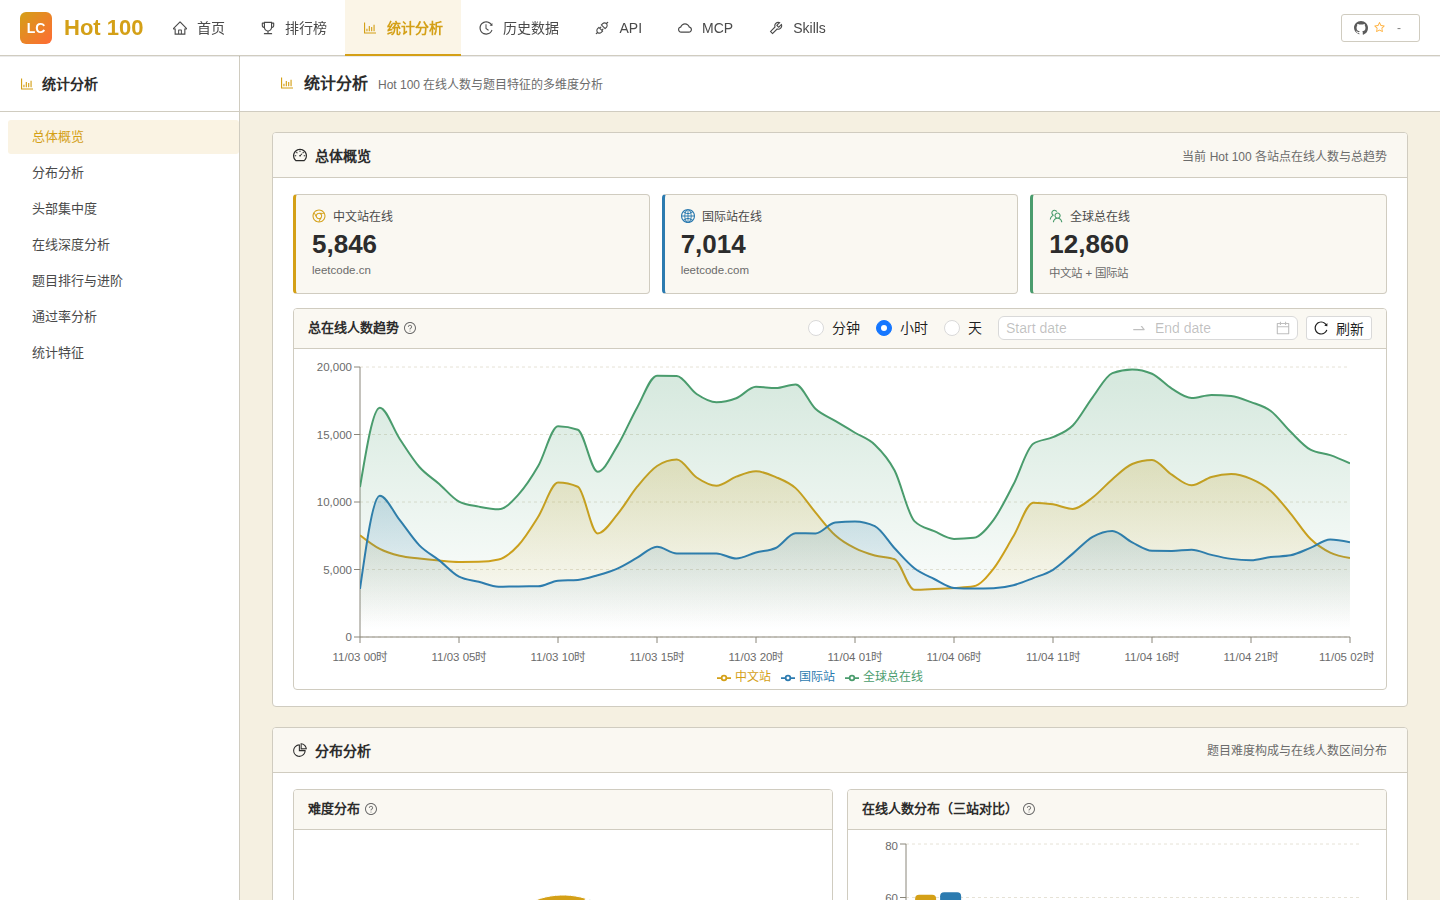 LC Hot 100 首页 排行榜 统计分析 历史数据 API MCP Skills -
统计分析
统计分析 Hot 100 在线人数与题目特征的多维度分析
总体概览
分布分析
头部集中度
在线深度分析
题目排行与进阶
通过率分析
统计特征
总体概览 当前 Hot 100 各站点在线人数与总趋势
中文站在线
5,846
leetcode.cn
国际站在线
7,014
leetcode.com
全球总在线
12,860
中文站 + 国际站
总在线人数趋势 分钟 小时 天 Start date End date 刷新
20,000
15,000
10,000
5,000
0
11/03 00时 11/03 05时 11/03 10时 11/03 15时 11/03 20时 11/04 01时 11/04 06时 11/04 11时 11/04 16时 11/04 21时 11/05 02时
中文站 国际站 全球总在线
分布分析 题目难度构成与在线人数区间分布
难度分布
在线人数分布（三站对比）
80
60